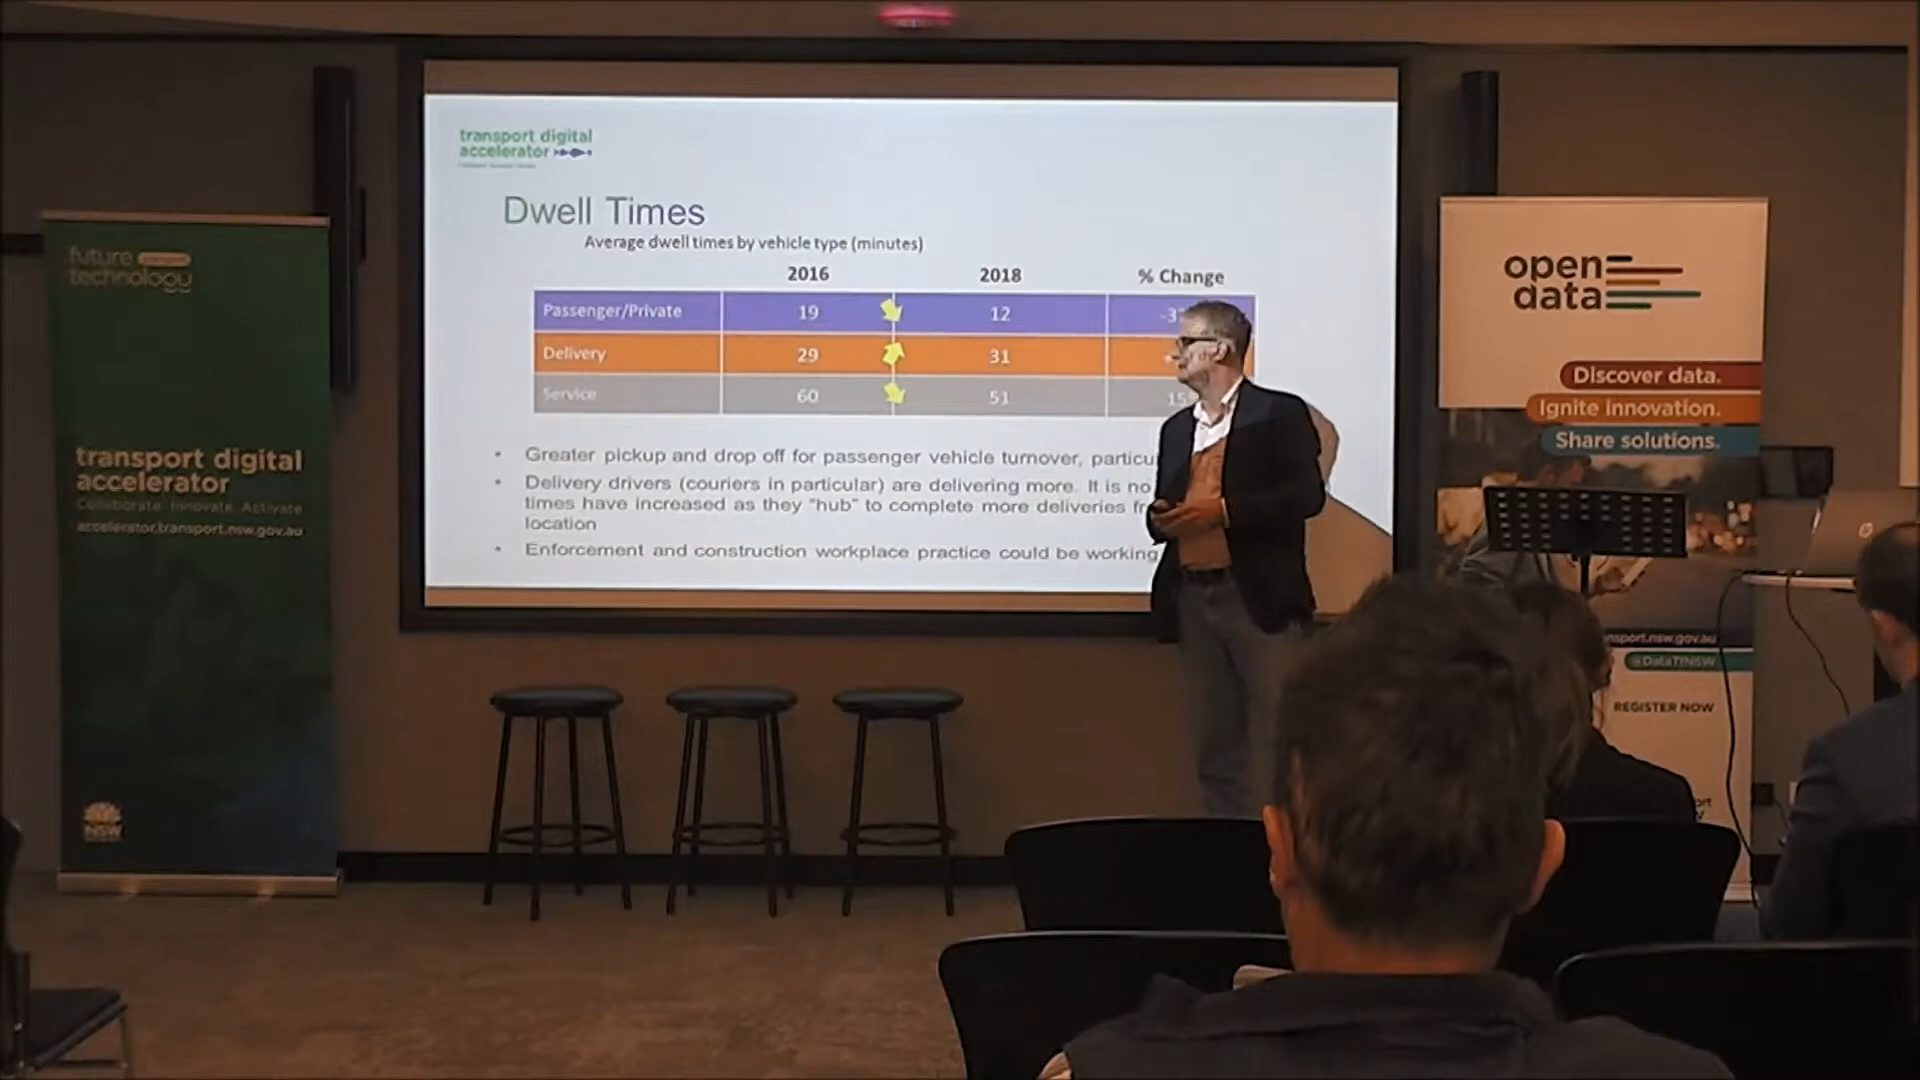 transport digital
accelerator
Dwell Times
Average dwell times by vehicle type (minutes)
2016 2018 % Change
Passenger/Private 19 12
Delivery 29 31
Service 60 51
• Greater pickup and drop off for passenger vehicle turnover,
• Delivery drivers (couriers in particular) are delivering more. It is no
times have increased as they "hub" to complete more deliveries
location
• Enforcement and construction workplace practice could be working
future transport
technology
transport digital
accelerator
Collaborate Innovate Activate
accelerator.transport.nsw.gov.au
NSW
open
data
Discover data.
Ignite innovation.
Share solutions.
@DataTfNSW
REGISTER NOW